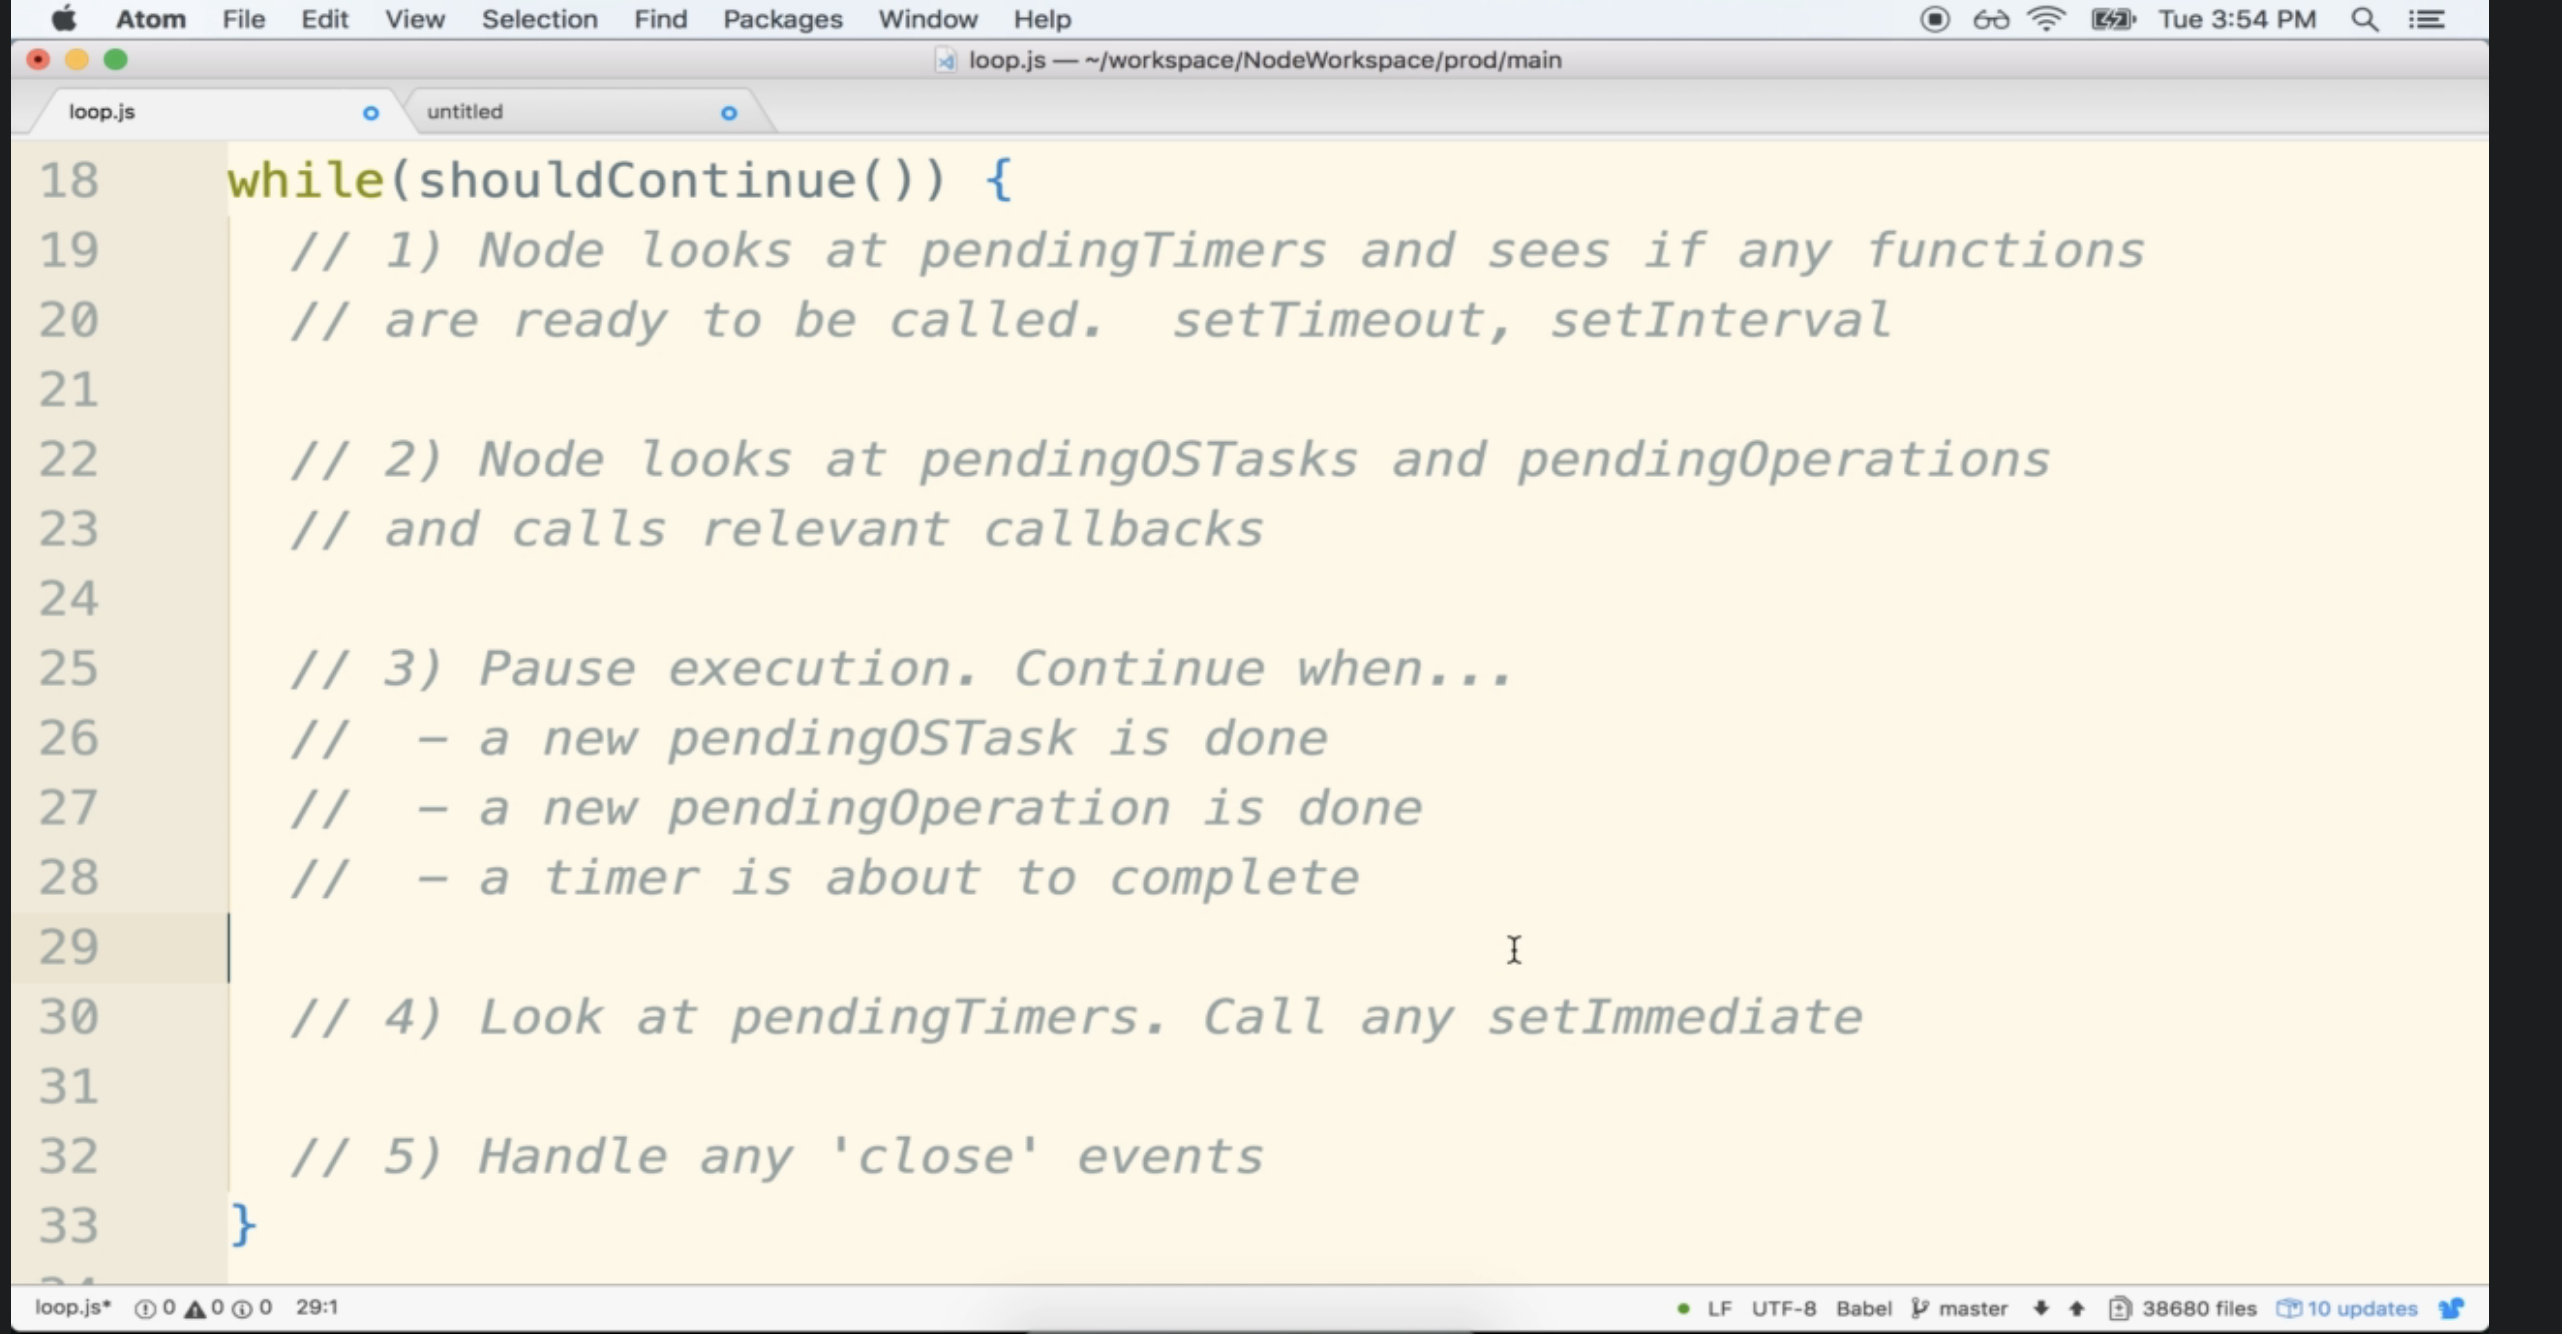 Atom File Edit View Selection Find Packages Window Help Tue 3:54 PM
loop.js — ~/workspace/NodeWorkspace/prod/main
loop.js untitled
18 while(shouldContinue()) {
19 // 1) Node looks at pendingTimers and sees if any functions
20 // are ready to be called.  setTimeout, setInterval
21
22 // 2) Node looks at pendingOSTasks and pendingOperations
23 // and calls relevant callbacks
24
25 // 3) Pause execution. Continue when...
26 //  - a new pendingOSTask is done
27 //  - a new pendingOperation is done
28 //  - a timer is about to complete
29
30 // 4) Look at pendingTimers. Call any setImmediate
31
32 // 5) Handle any 'close' events
33 }
loop.js* 0 0 0 29:1 LF UTF-8 Babel master 38680 files 10 updates